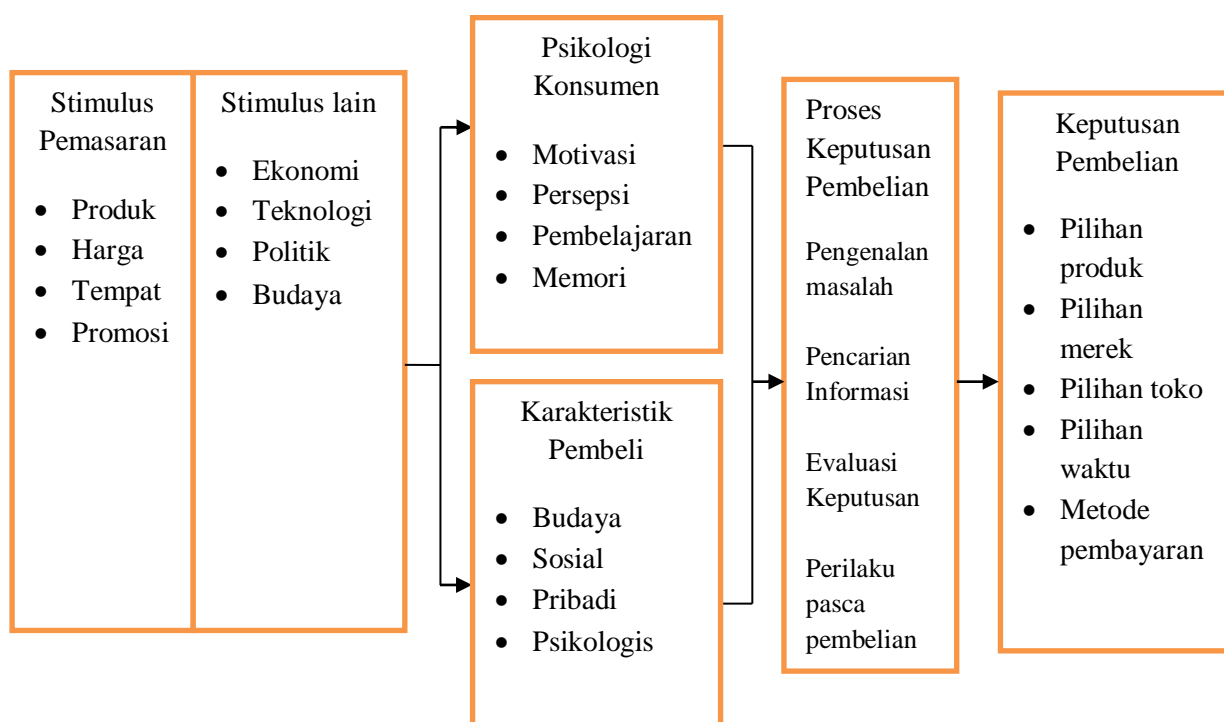 Stimulus
Pemasaran
• Produk
• Harga
• Tempat
• Promosi
Stimulus lain
• Ekonomi
• Teknologi
• Politik
• Budaya
Psikologi
Konsumen
• Motivasi
• Persepsi
• Pembelajaran
• Memori
Karakteristik
Pembeli
• Budaya
• Sosial
• Pribadi
• Psikologis
Proses
Keputusan
Pembelian
Pengenalan
masalah
Pencarian
Informasi
Evaluasi
Keputusan
Perilaku
pasca
pembelian
Keputusan
Pembelian
• Pilihan
produk
• Pilihan
merek
• Pilihan toko
• Pilihan
waktu
• Metode
pembayaran